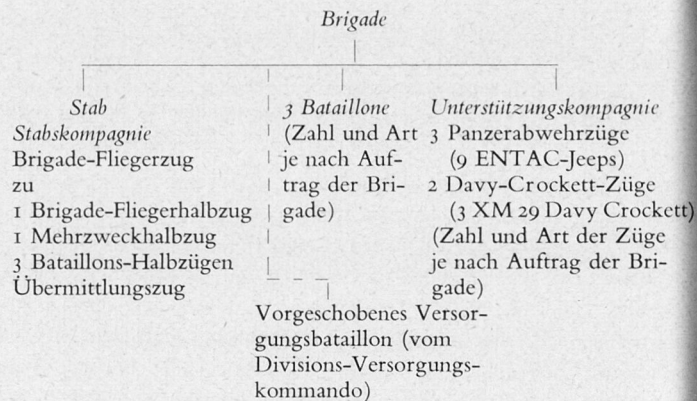 Brigade
Stab
Stabskompagnie
Brigade-Fliegerzug
zu
1 Brigade-Fliegerhalbzug
1 Mehrzweckhalbzug
3 Bataillons-Halbzügen
Übermittlungszug
3 Bataillone
(Zahl und Art
je nach Auf-
trag der Bri-
gade)
Unterstützungskompagnie
3 Panzerabwehrzüge
(9 ENTAC-Jeeps)
2 Davy-Crockett-Züge
(3 XM 29 Davy Crockett)
(Zahl und Art der Züge
je nach Auftrag der Bri-
gade)
Vorgeschobenes Versor-
gungsbataillon (vom
Divisions-Versorgungs-
kommando)